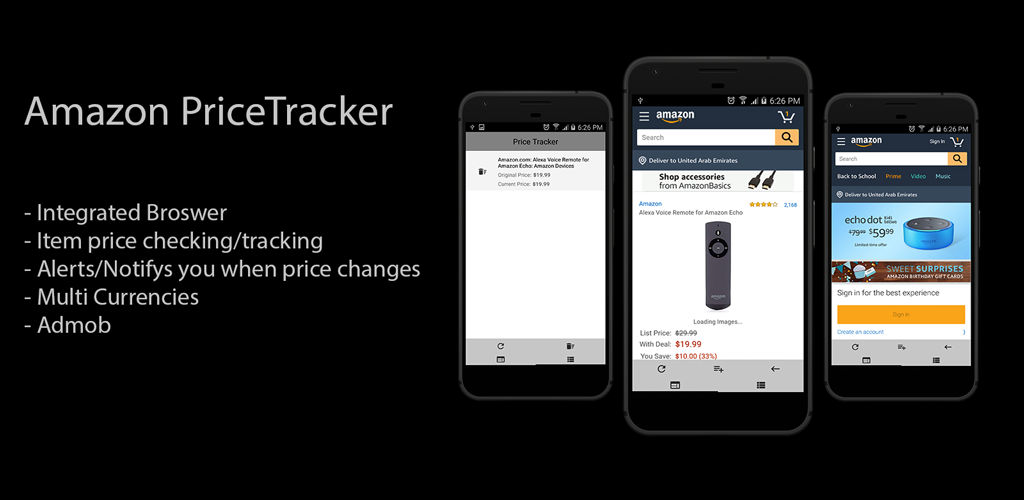 Amazon PriceTracker
- Integrated Broswer
- Item price checking/tracking
- Alerts/Notifys you when price changes
- Multi Currencies
- Admob
6:26 PM
Price Tracker
Amazon.com: Alexa Voice Remote for
Amazon Echo: Amazon Devices
Original Price: $19.99
Current Price: $19.99
6:26 PM
amazon
1
Search
Deliver to United Arab Emirates
Shop accessories
from AmazonBasics
Amazon
2,168
Alexa Voice Remote for Amazon Echo
Loading images...
List Price: $29.99
With Deal: $19.99
You Save: $10.00 (33%)
6:26 PM
amazon
Sign in
1
Search
Back to School Prime Video Music
Deliver to United Arab Emirates
echo dot
$79.99 $59.99
Limited-time offer
SWEET SURPRISES
AMAZON BIRTHDAY GIFT CARDS
Sign in for the best experience
Sign in
Create an account